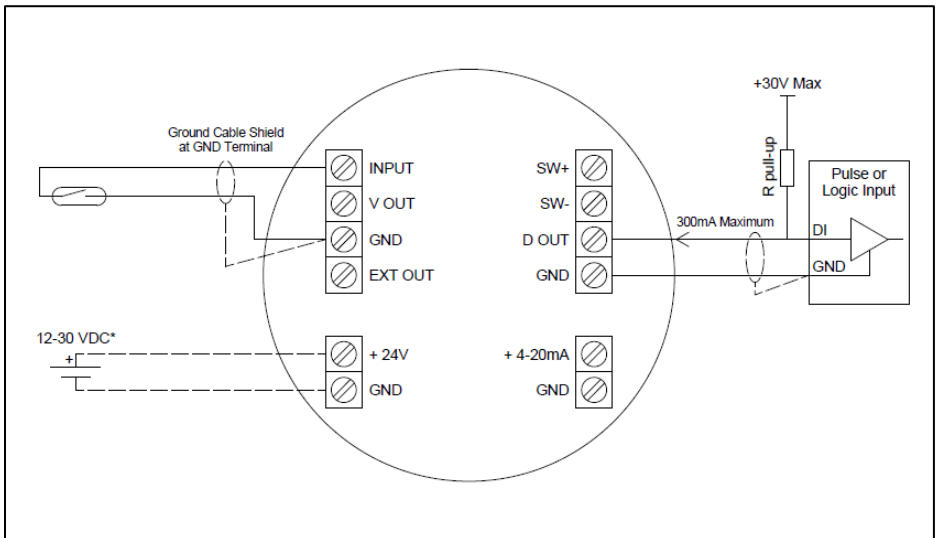 +30V Max
Ground Cable Shield
at GND Terminal
INPUT
V OUT
GND
EXT OUT
SW+
SW-
D OUT
GND
R pull-up
300mA Maximum
Pulse or
Logic Input
DI
GND
12-30 VDC*
+
+ 24V
GND
+ 4-20mA
GND